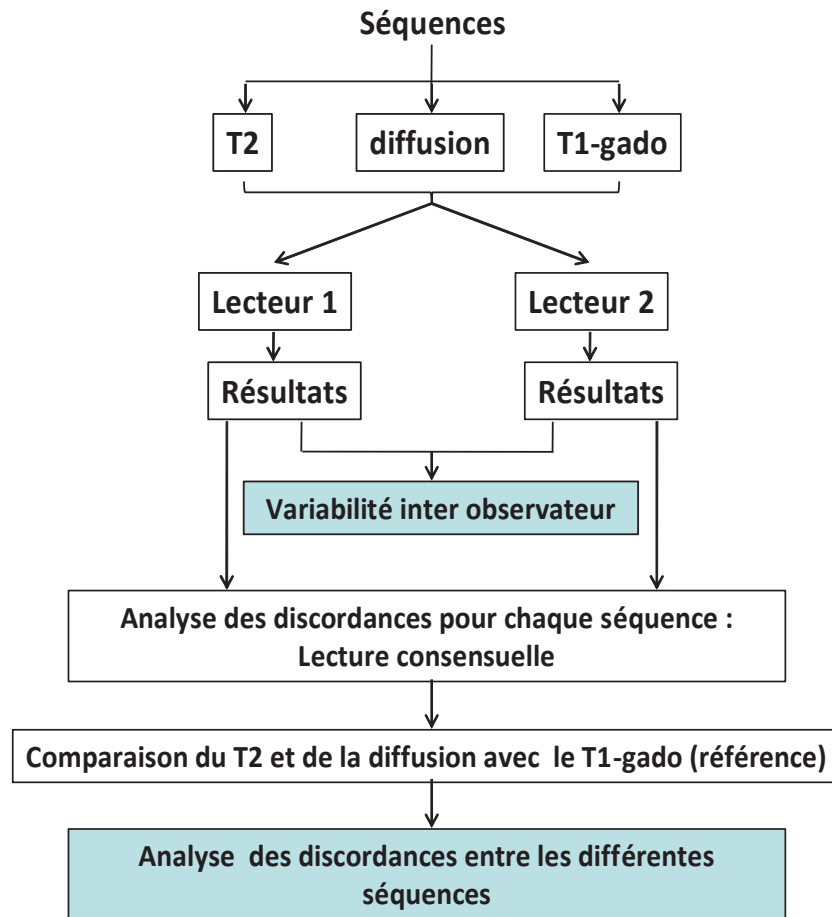 Séquences
T2
diffusion
T1-gado
Lecteur 1
Lecteur 2
Résultats
Résultats
Variabilité inter observateur
Analyse des discordances pour chaque séquence :
Lecture consensuelle
Comparaison du T2 et de la diffusion avec le T1-gado (référence)
Analyse des discordances entre les différentes
séquences